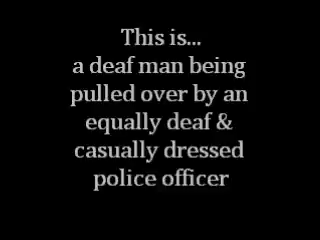 This is...
a deaf man being
pulled over by an
equally deaf &
casually dressed
police officer